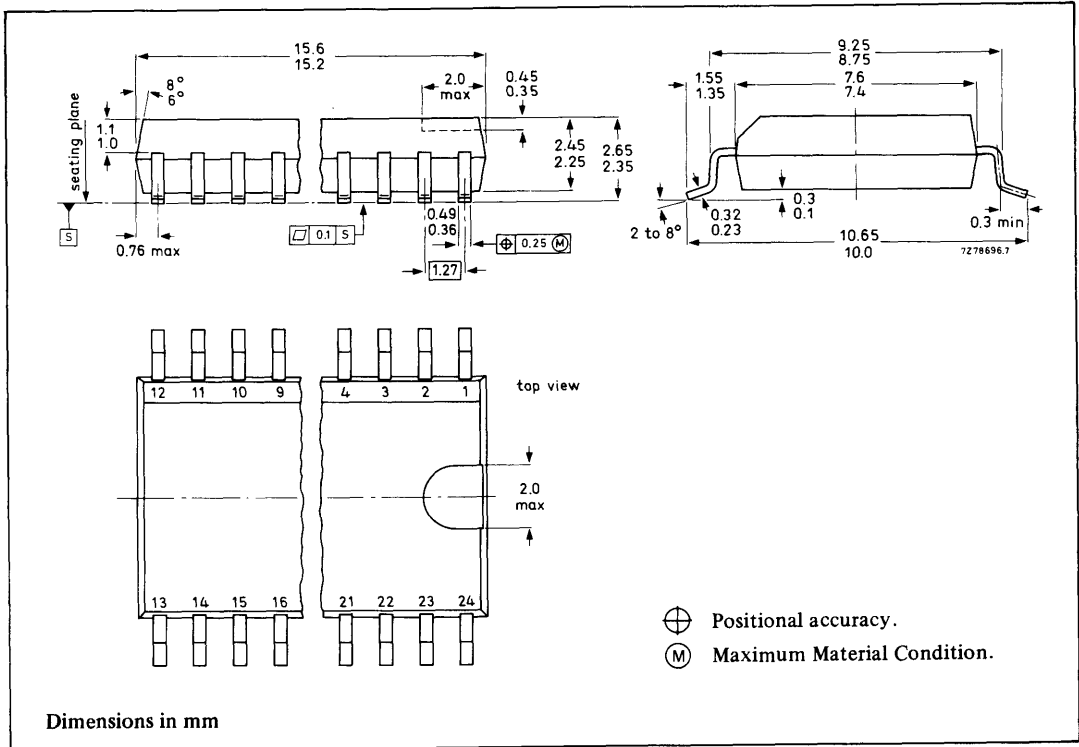 15.6
15.2
8°
6°
2.0
max
0.45
0.35
1.1
1.0
seating plane
2.45
2.25
2.65
2.35
S
0.76 max
0.1 S
0.49
0.36
0.25 M
1.27
9.25
8.75
1.55
1.35
7.6
7.4
2 to 8°
0.32
0.23
0.3
0.1
0.3 min
10.65
10.0
7Z78696.7
12 11 10 9 4 3 2 1
top view
2.0
max
13 14 15 16 21 22 23 24
Positional accuracy.
M Maximum Material Condition.
Dimensions in mm